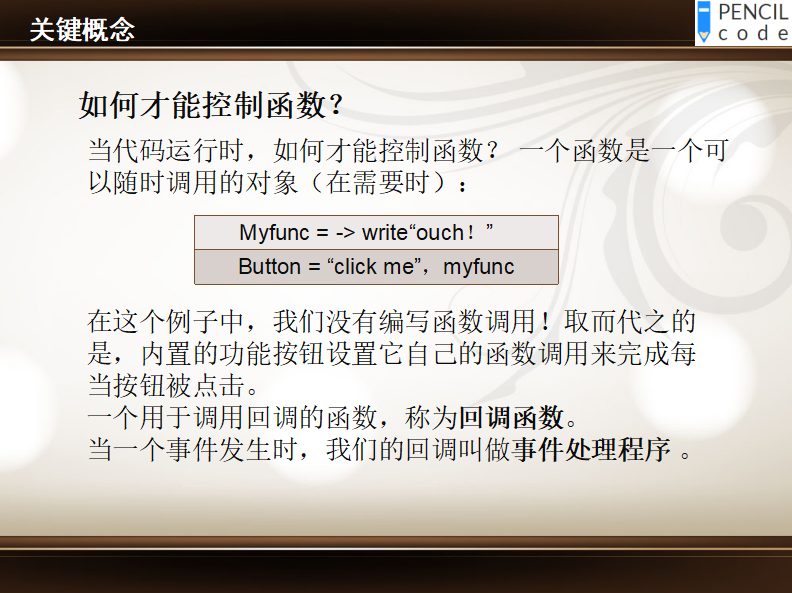 关键概念
PENCIL
code
如何才能控制函数？
当代码运行时，如何才能控制函数？ 一个函数是一个可
以随时调用的对象（在需要时）：
Myfunc = -> write“ouch！”
Button = “click me”，myfunc
在这个例子中，我们没有编写函数调用！取而代之的
是，内置的功能按钮设置它自己的函数调用来完成每
当按钮被点击。
一个用于调用回调的函数，称为回调函数。
当一个事件发生时，我们的回调叫做事件处理程序 。